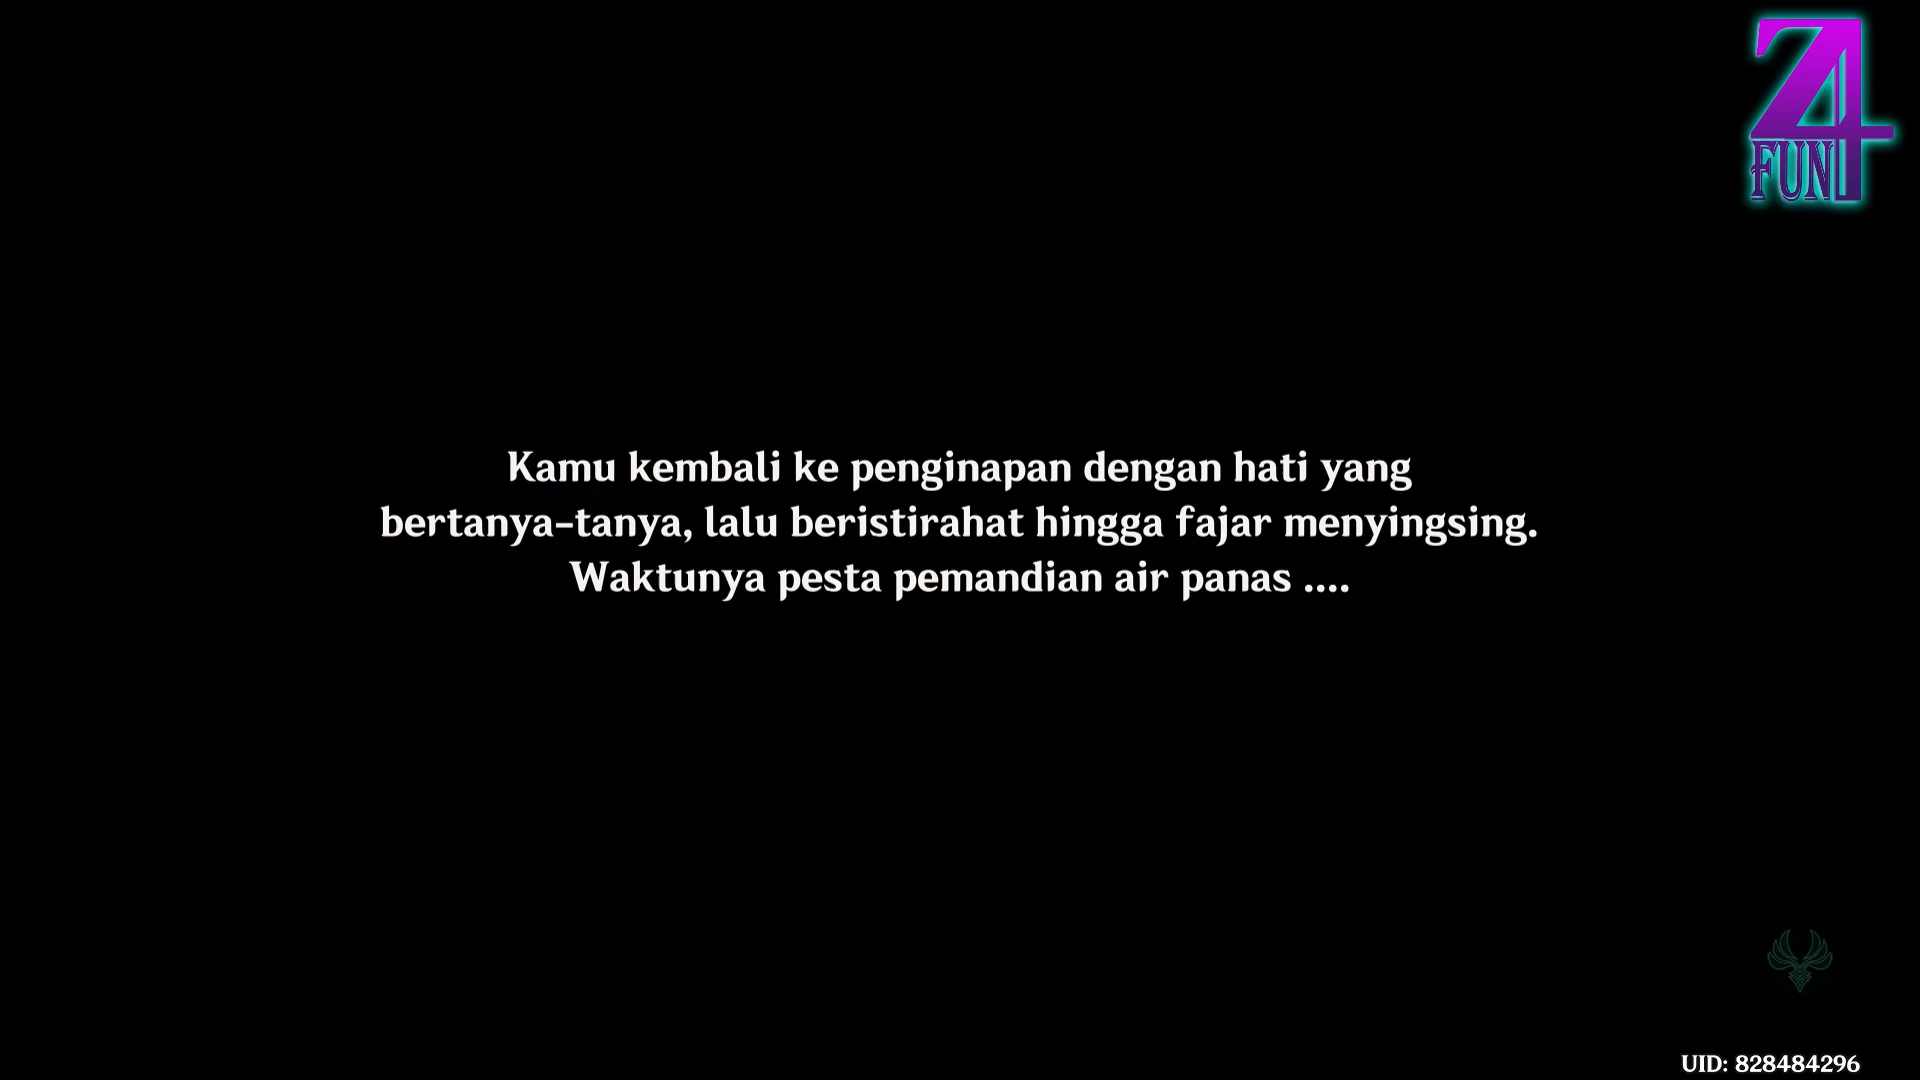 Z4
FUN
Kamu kembali ke penginapan dengan hati yang
bertanya-tanya, lalu beristirahat hingga fajar menyingsing.
Waktunya pesta pemandian air panas ....
UID: 828484296